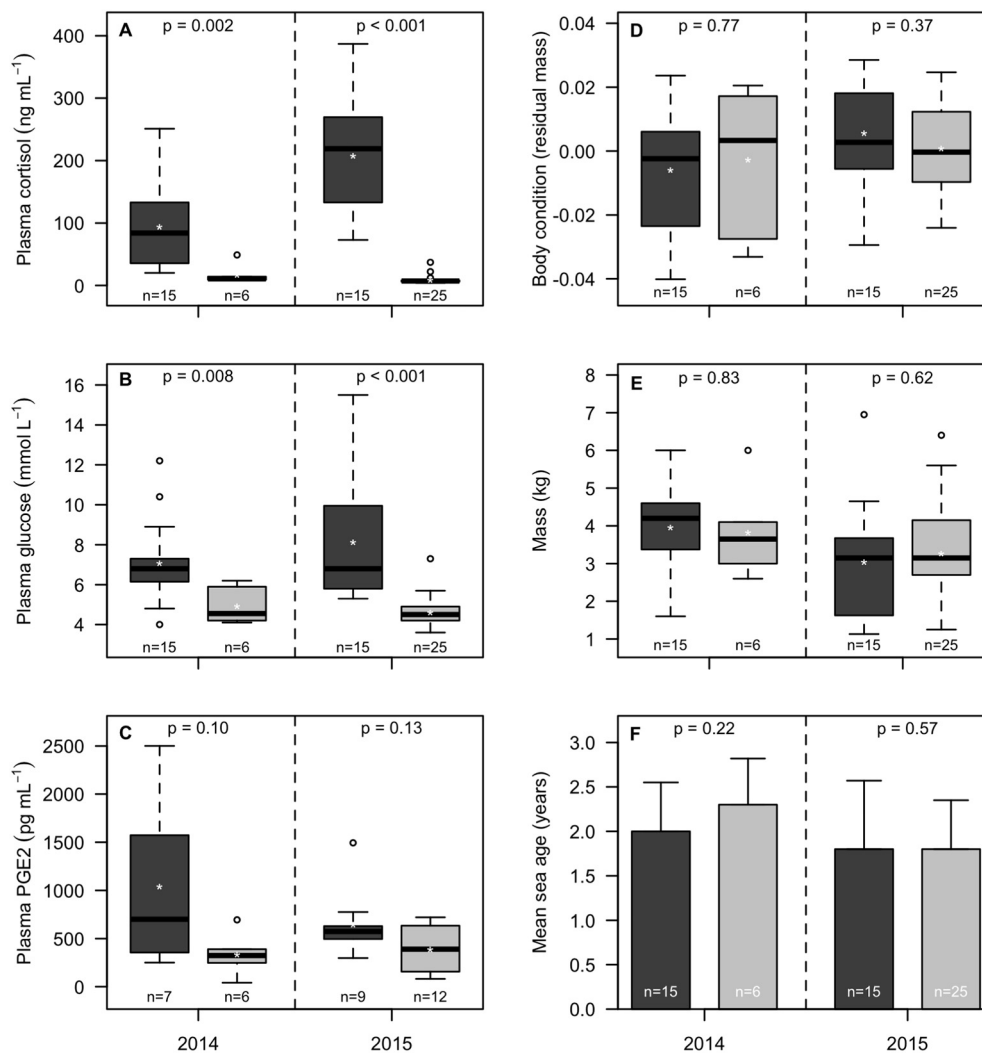 A p = 0.002 p < 0.001
Plasma cortisol (ng mL⁻¹)
400
300
200
100
0
n=15 n=6 n=15 n=25
D p = 0.77 p = 0.37
Body condition (residual mass)
0.04
0.02
0.00
-0.02
-0.04
n=15 n=6 n=15 n=25
B p = 0.008 p < 0.001
Plasma glucose (mmol L⁻¹)
16
14
12
10
8
6
4
n=15 n=6 n=15 n=25
E p = 0.83 p = 0.62
Mass (kg)
8
7
6
5
4
3
2
1
n=15 n=6 n=15 n=25
C p = 0.10 p = 0.13
Plasma PGE2 (pg mL⁻¹)
2500
2000
1500
1000
500
0
n=7 n=6 n=9 n=12
2014 2015
F p = 0.22 p = 0.57
Mean sea age (years)
3.0
2.5
2.0
1.5
1.0
0.5
0.0
n=15 n=6 n=15 n=25
2014 2015